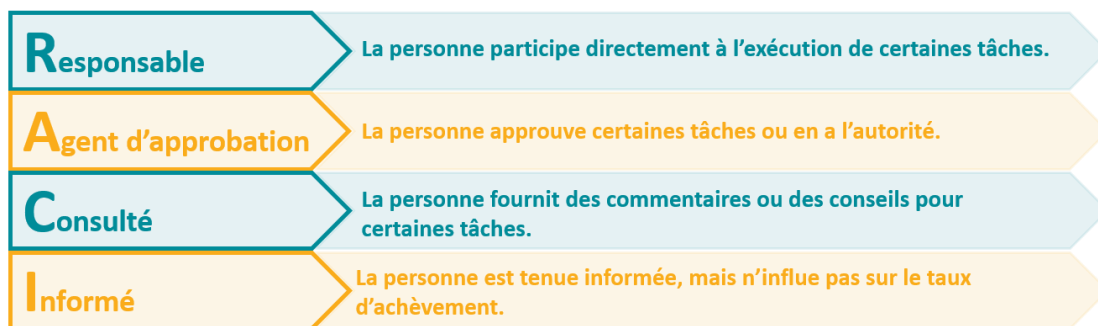 Responsable
La personne participe directement à l’exécution de certaines tâches.
Agent d’approbation
La personne approuve certaines tâches ou en a l’autorité.
Consulté
La personne fournit des commentaires ou des conseils pour
certaines tâches.
Informé
La personne est tenue informée, mais n’influe pas sur le taux
d’achèvement.